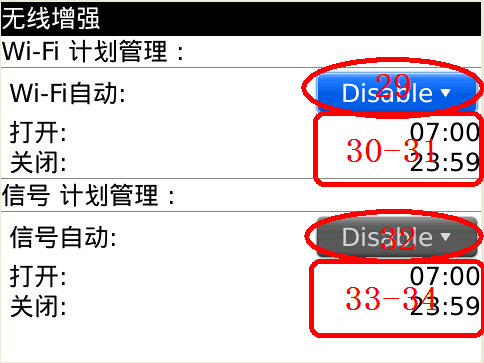 无线增强
Wi-Fi 计划管理：
Wi-Fi自动: Disable 29
打开: 07:00
30-31
关闭: 23:59
信号 计划管理：
信号自动: Disable 32
打开: 07:00
33-34
关闭: 23:59